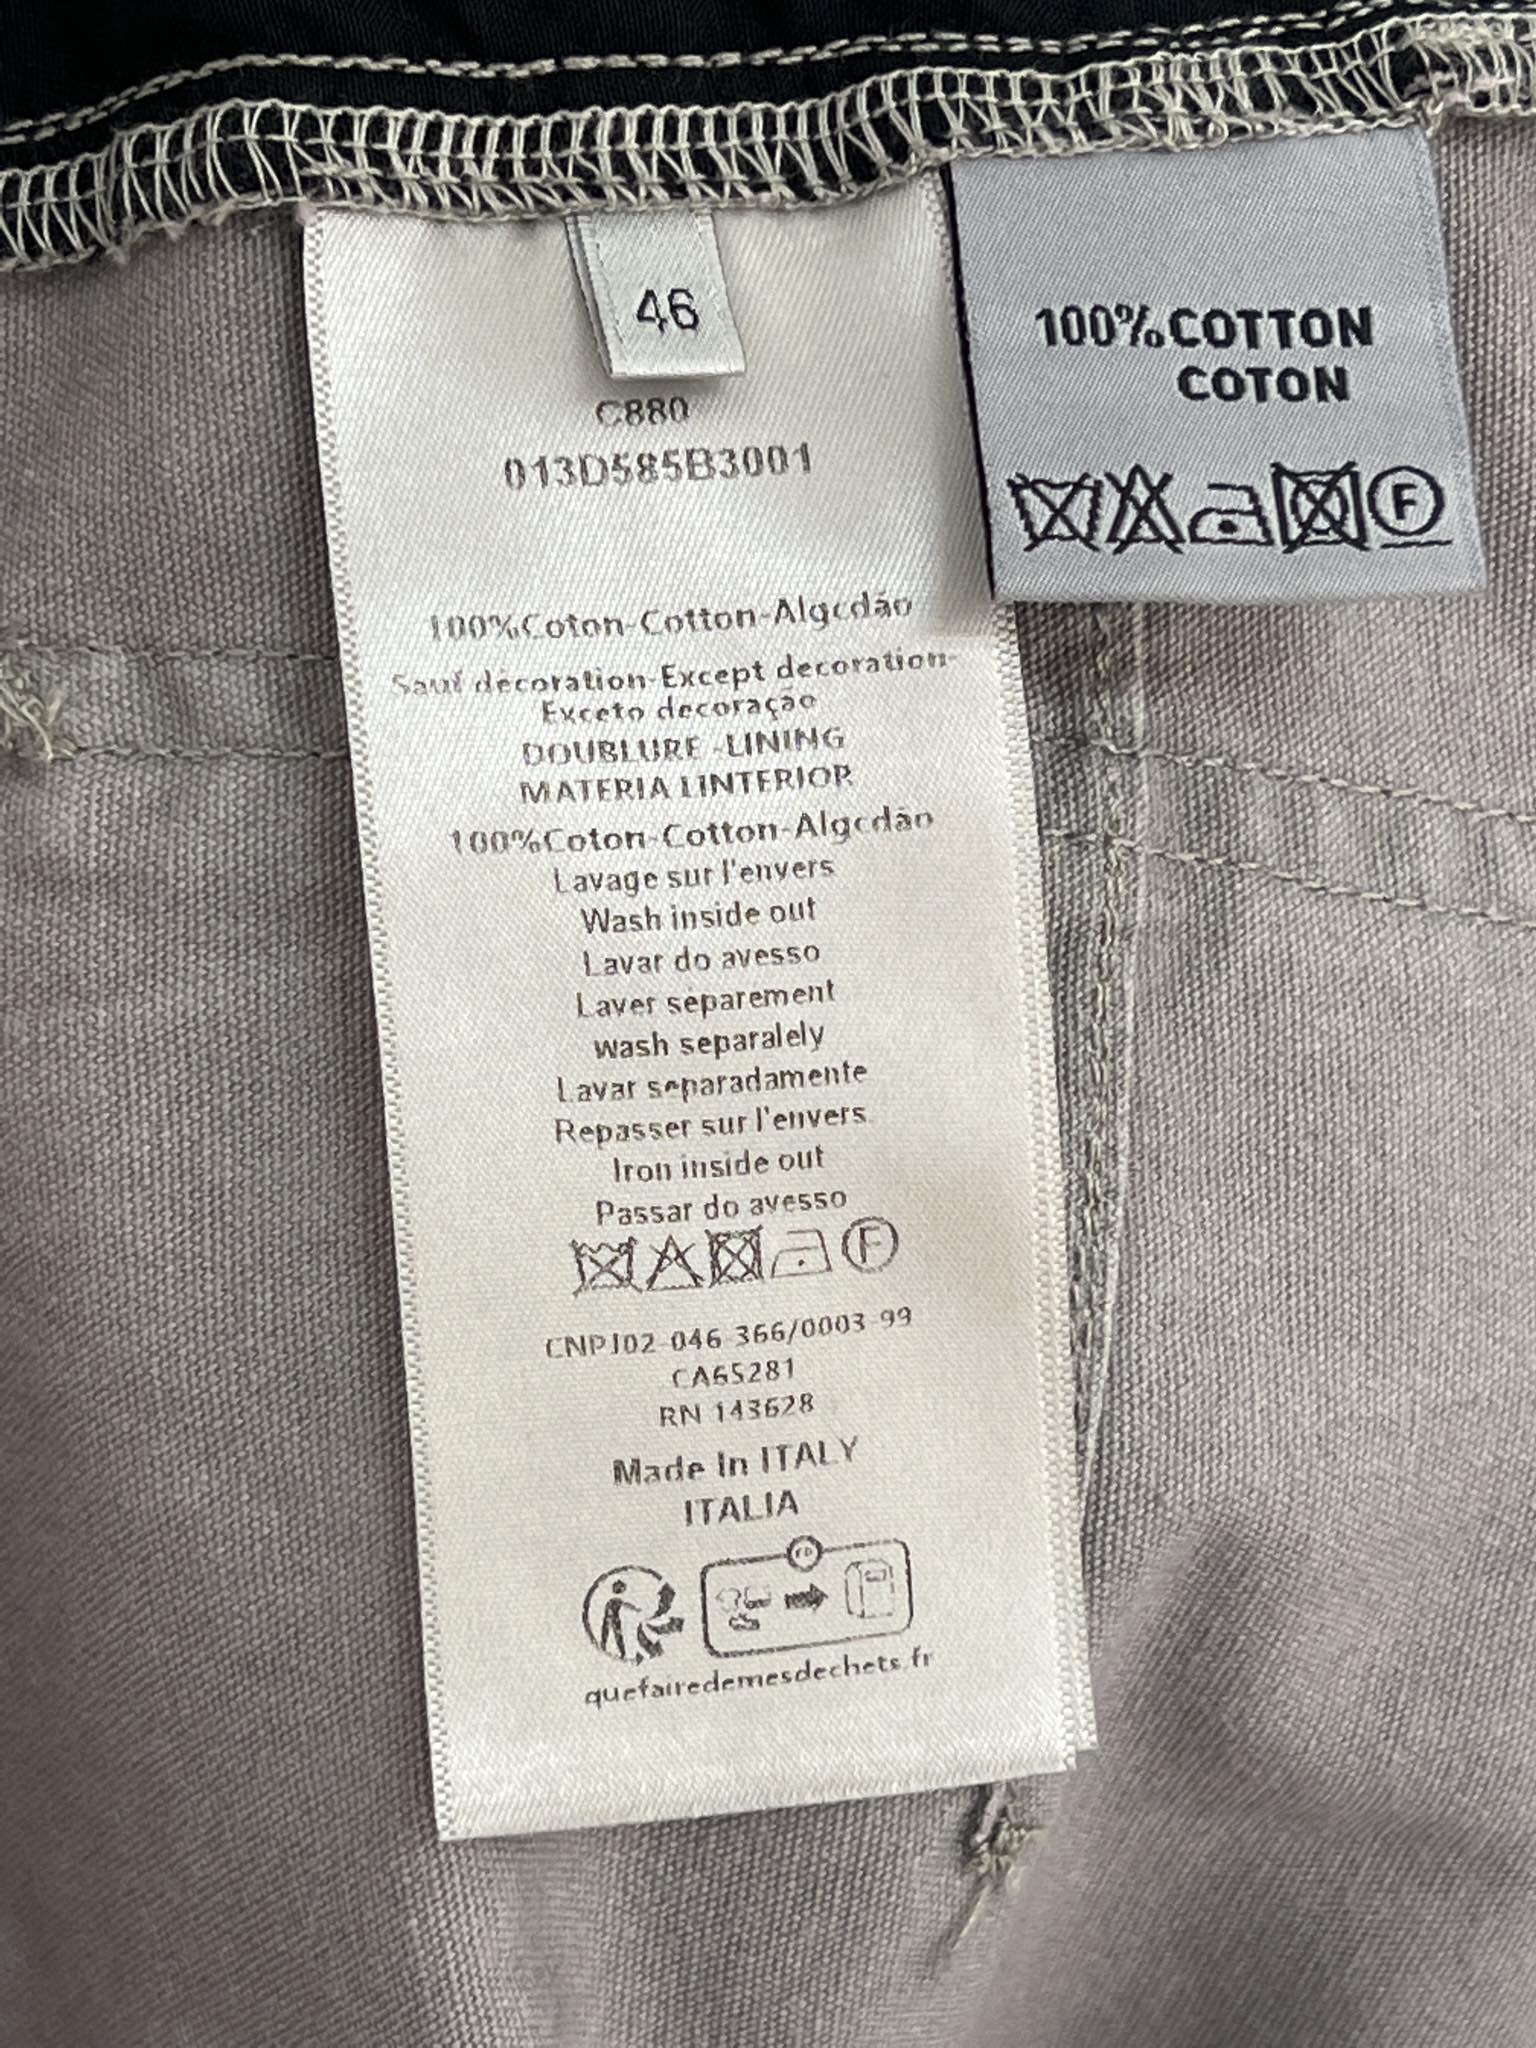 46
C880
013D585B3001
100%Coton-Cotton-Algodão
Sauf décoration-Except decoration-
Exceto decoração
DOUBLURE -LINING
MATERIA LINTERIOR
100%Coton-Cotton-Algodão
Lavage sur l'envers
Wash inside out
Lavar do avesso
Laver séparement
wash separalely
Lavar separadamente
Repasser sur l'envers
Iron inside out
Passar do avesso
F
CNPJ02 046 366/0003-99
CA65281
RN 143628
Made In ITALY
ITALIA
quefairedemesdechets.fr
100%COTTON
COTON
F